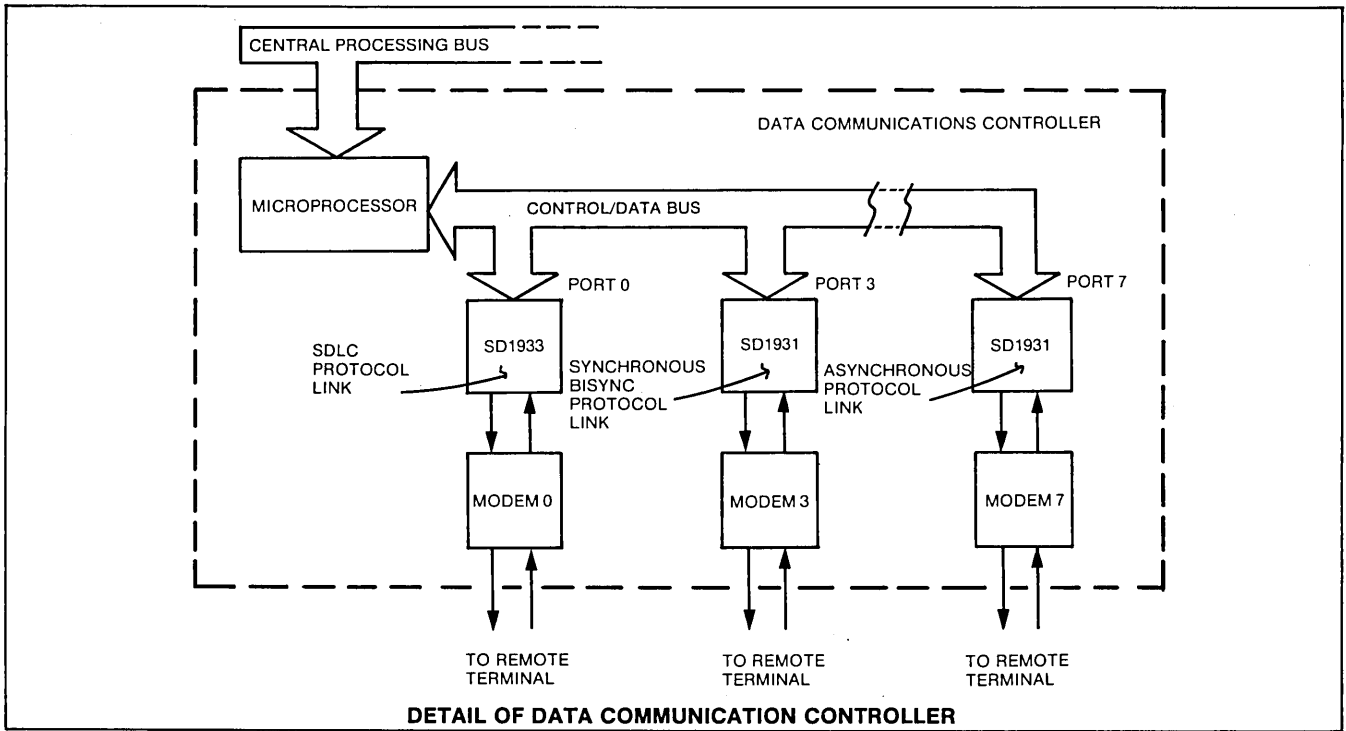 CENTRAL PROCESSING BUS
DATA COMMUNICATIONS CONTROLLER
MICROPROCESSOR
CONTROL/DATA BUS
PORT 0
PORT 3
PORT 7
SD1933
SD1931
SD1931
SDLC
PROTOCOL
LINK
SYNCHRONOUS
BISYNC
PROTOCOL
LINK
ASYNCHRONOUS
PROTOCOL
LINK
MODEM 0
MODEM 3
MODEM 7
TO REMOTE
TERMINAL
TO REMOTE
TERMINAL
TO REMOTE
TERMINAL
DETAIL OF DATA COMMUNICATION CONTROLLER